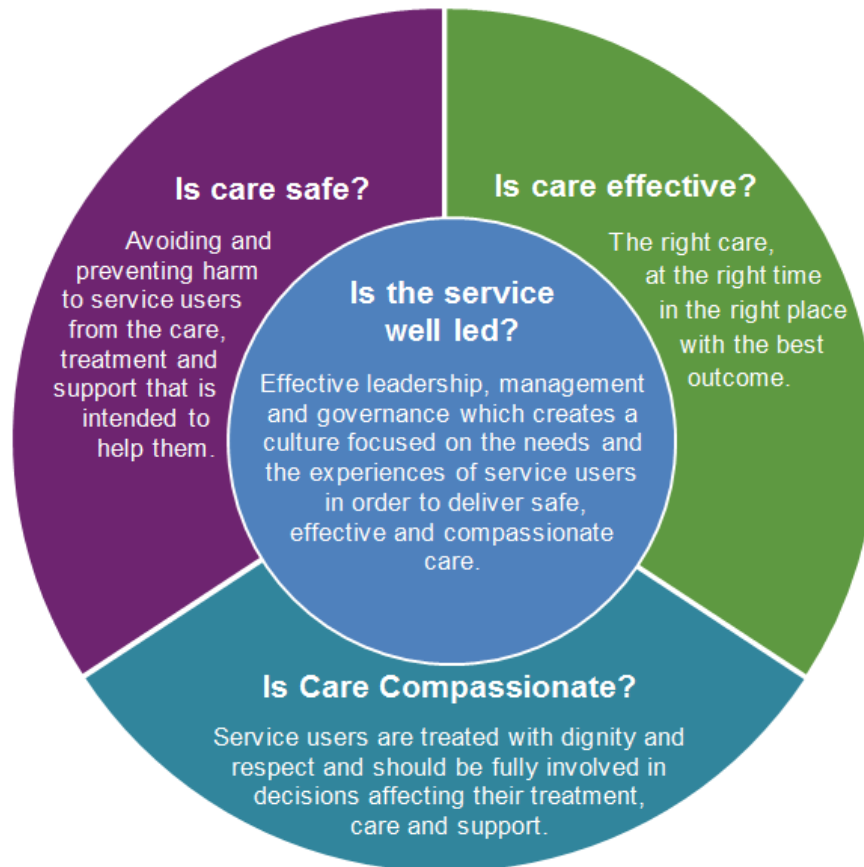 Is care safe?
Avoiding and
preventing harm
to service users
from the care,
treatment and
support that is
intended to
help them.
Is care effective?
The right care,
at the right time
in the right place
with the best
outcome.
Is the service
well led?
Effective leadership, management
and governance which creates a
culture focused on the needs and
the experiences of service users
in order to deliver safe,
effective and compassionate
care.
Is Care Compassionate?
Service users are treated with dignity and
respect and should be fully involved in
decisions affecting their treatment,
care and support.